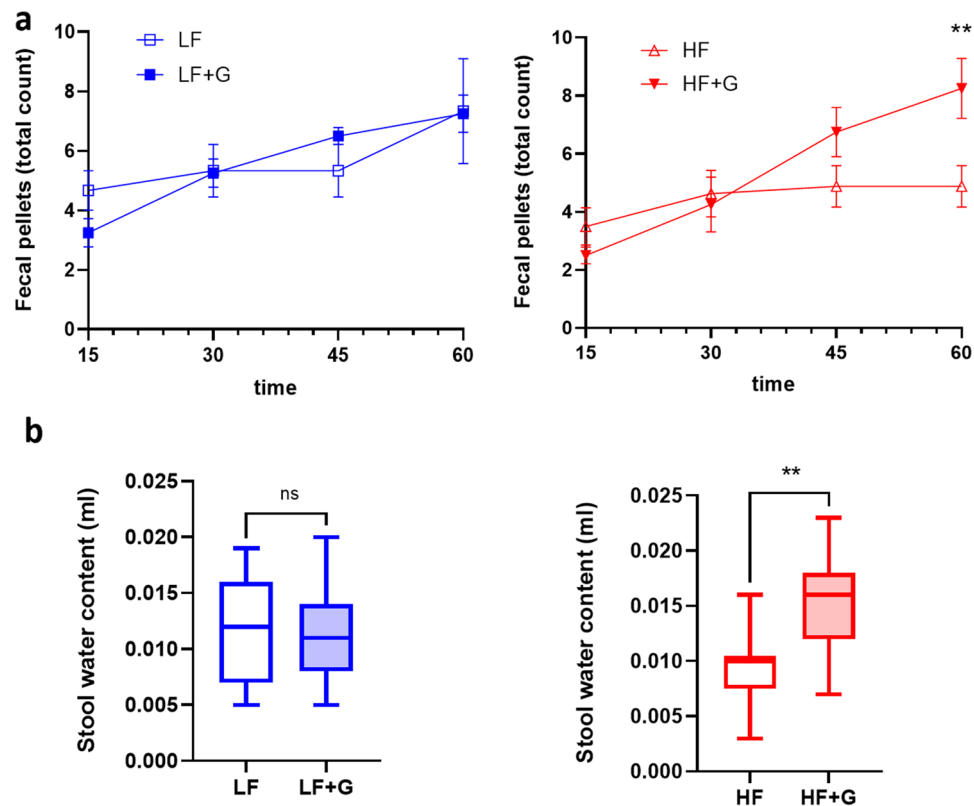 a
Fecal pellets (total count)
10
8
6
4
2
0
LF
LF+G
15 30 45 60
time
Fecal pellets (total count)
10
8
6
4
2
0
HF
HF+G
**
15 30 45 60
time
b
Stool water content (ml)
0.025
0.020
0.015
0.010
0.005
0.000
ns
LF LF+G
Stool water content (ml)
0.025
0.020
0.015
0.010
0.005
0.000
**
HF HF+G